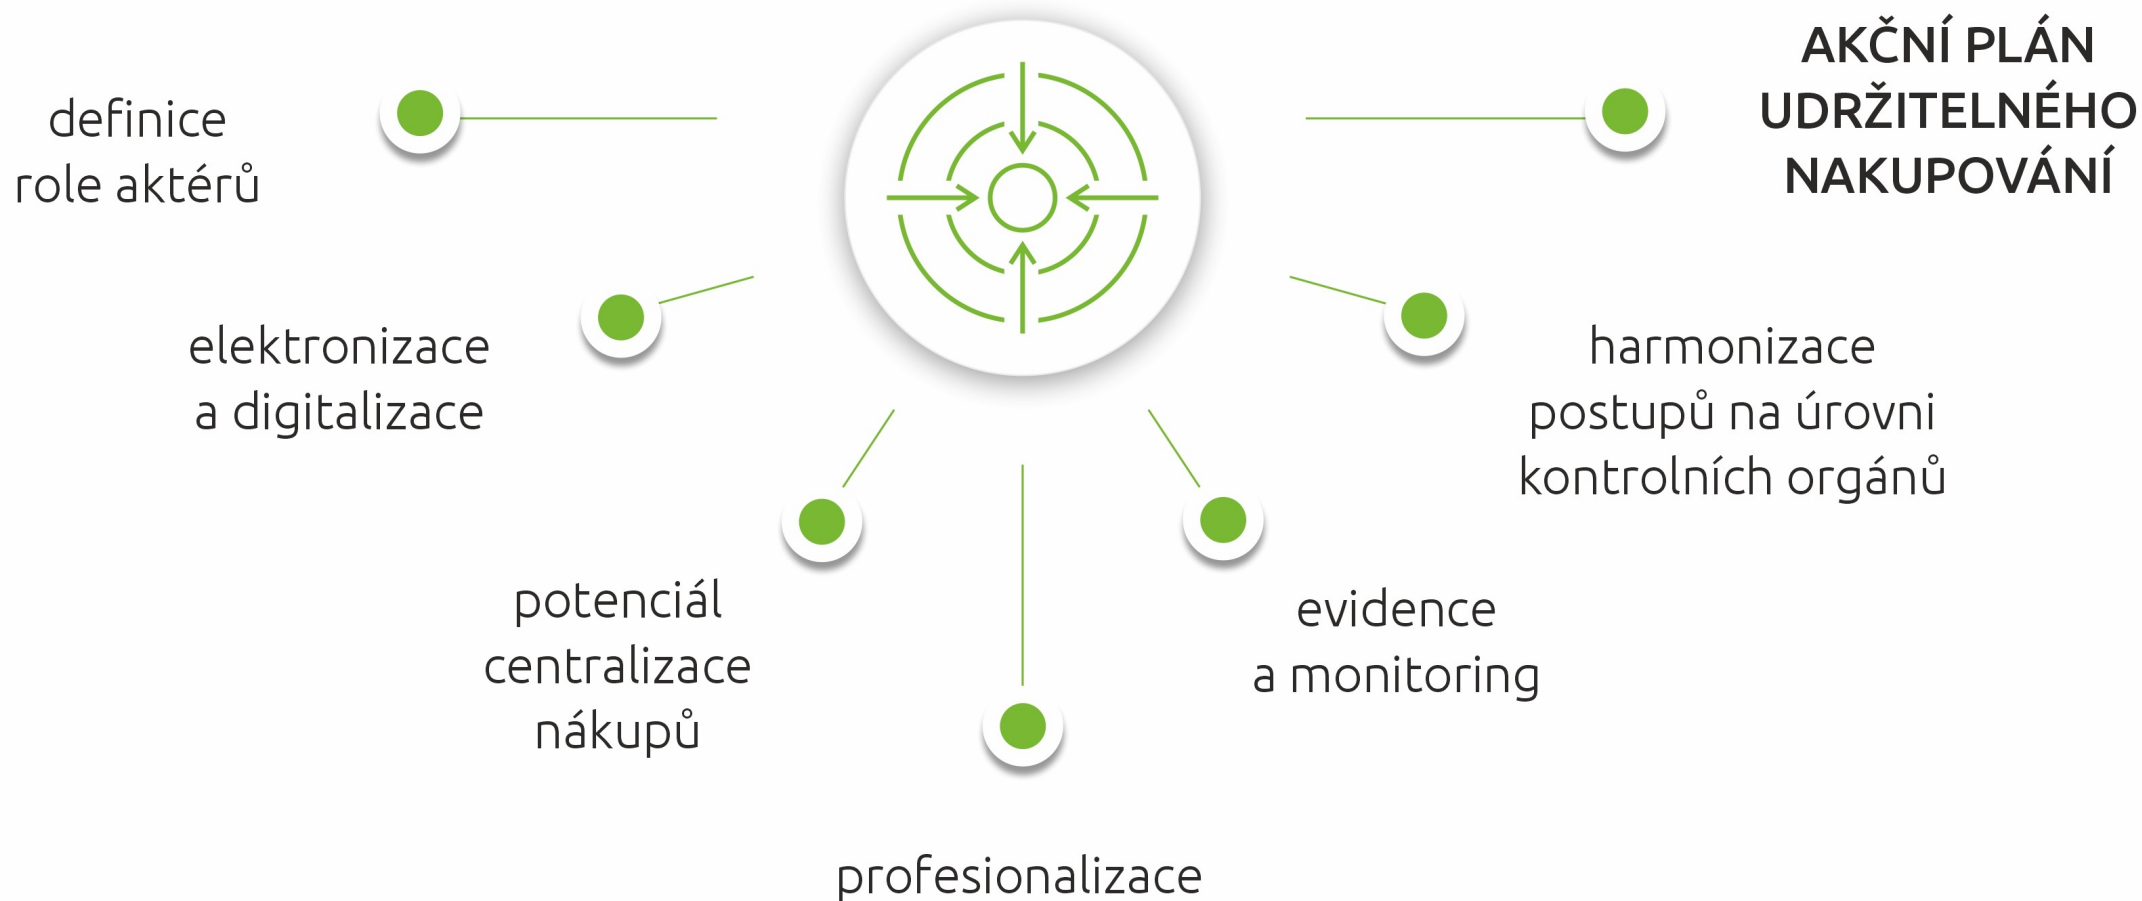 definice
role aktérů
elektronizace
a digitalizace
potenciál
centralizace
nákupů
profesionalizace
evidence
a monitoring
harmonizace
postupů na úrovni
kontrolních orgánů
AKČNÍ PLÁN
UDRŽITELNÉHO
NAKUPOVÁNÍ